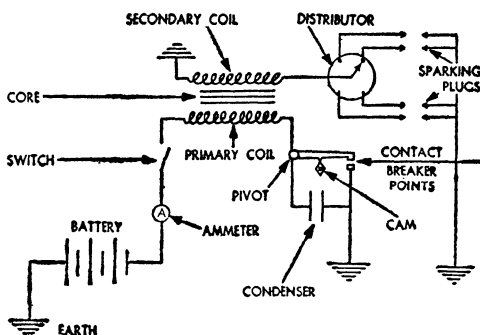 SECONDARY COIL
DISTRIBUTOR
CORE
SPARKING
PLUGS
SWITCH
PRIMARY COIL
CONTACT
BREAKER
POINTS
PIVOT
CAM
A
AMMETER
BATTERY
CONDENSER
EARTH